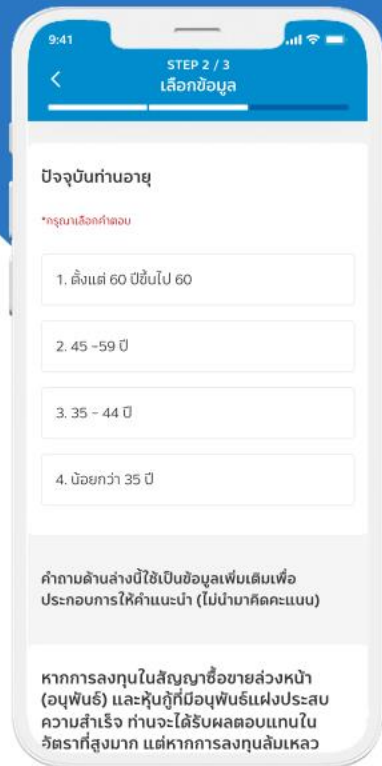 9:41
STEP 2 / 3
เลือกข้อมูล
ปัจจุบันท่านอายุ
*กรุณาเลือกคำตอบ
1. ตั้งแต่ 60 ปีขึ้นไป 60
2. 45 -59 ปี
3. 35 - 44 ปี
4. น้อยกว่า 35 ปี
คำถามด้านล่างนี้ใช้เป็นข้อมูลเพิ่มเติมเพื่อ
ประกอบการให้คำแนะนำ (ไม่นำมาคิดคะแนน)
หากการลงทุนในสัญญาซื้อขายล่วงหน้า
(อนุพันธ์) และหุ้นกู้ที่มีอนุพันธ์แฝงประสบ
ความสำเร็จ ท่านจะได้รับผลตอบแทนใน
อัตราที่สูงมาก แต่หากการลงทุนล้มเหลว